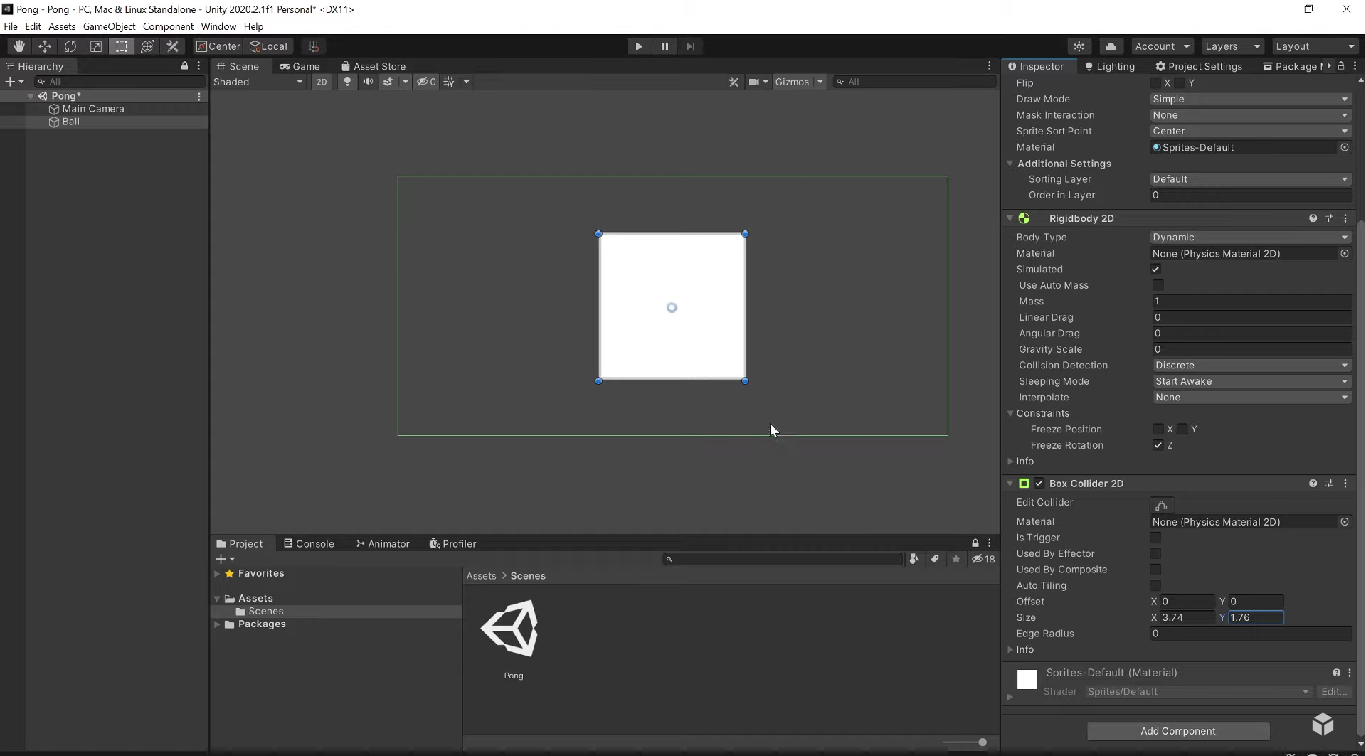 Pong - Pong - PC, Mac & Linux Standalone - Unity 2020.2.1f1 Personal* <DX11>
File Edit Assets GameObject Component Window Help
Center Local Account Layers Layout
Hierarchy
All
Pong*
Main Camera
Ball
Scene Game Asset Store
Shaded 2D 0 Gizmos All
Project Console Animator Profiler
18
Favorites
Assets
Scenes
Packages
Assets > Scenes
Pong
Inspector Lighting Project Settings Package M
Flip X Y
Draw Mode Simple
Mask Interaction None
Sprite Sort Point Center
Material Sprites-Default
Additional Settings
Sorting Layer Default
Order in Layer 0
Rigidbody 2D
Body Type Dynamic
Material None (Physics Material 2D)
Simulated
Use Auto Mass
Mass 1
Linear Drag 0
Angular Drag 0
Gravity Scale 0
Collision Detection Discrete
Sleeping Mode Start Awake
Interpolate None
Constraints
Freeze Position X Y
Freeze Rotation Z
Info
Box Collider 2D
Edit Collider
Material None (Physics Material 2D)
Is Trigger
Used By Effector
Used By Composite
Auto Tiling
Offset X 0 Y 0
Size X 3.74 Y 1.76
Edge Radius 0
Info
Sprites-Default (Material)
Shader Sprites/Default Edit...
Add Component